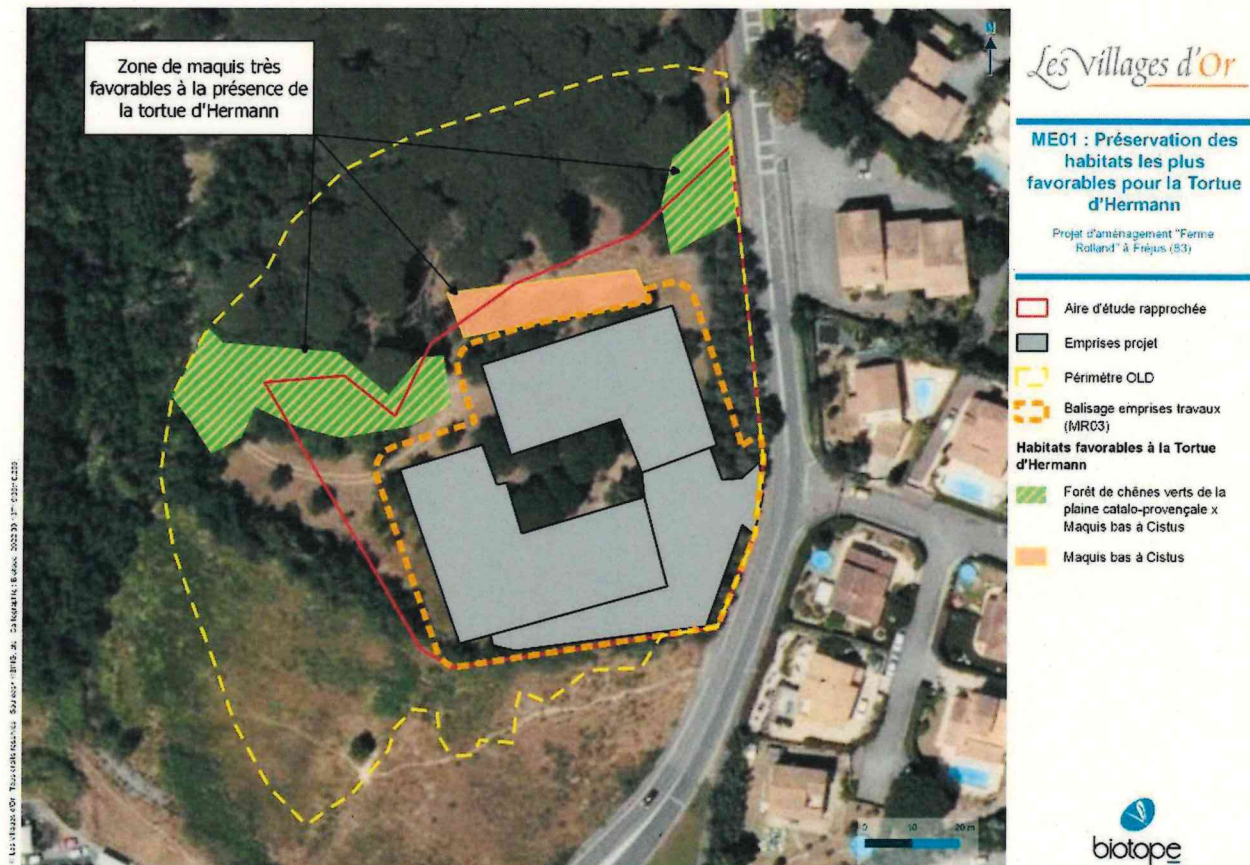 Zone de maquis très
favorables à la présence de
la tortue d'Hermann
N
Les Villages d'Or
ME01 : Préservation des
habitats les plus
favorables pour la Tortue
d'Hermann
Projet d'aménagement "Ferme
Rolland" à Fréjus (83)
Aire d'étude rapprochée
Emprises projet
Périmètre OLD
Balisage emprises travaux
(MR03)
Habitats favorables à la Tortue
d'Hermann
Forêt de chênes verts de la
plaine catalo-provençale x
Maquis bas à Cistus
Maquis bas à Cistus
0 10 20 m
biotope